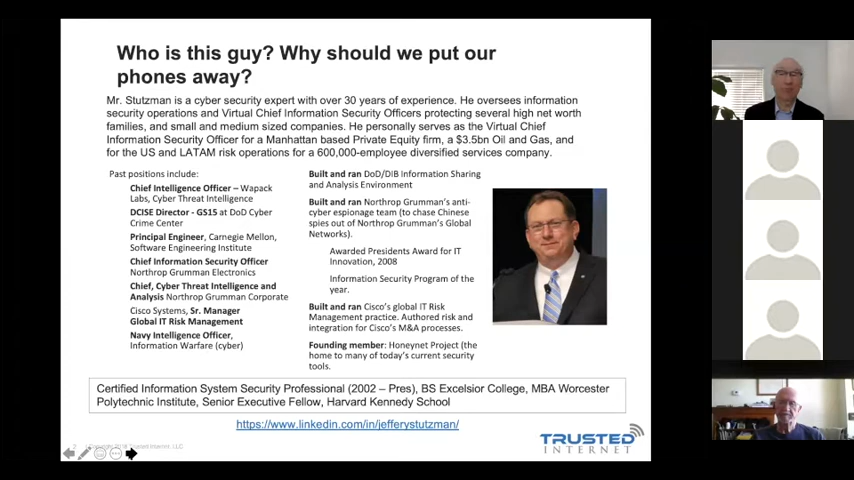 Who is this guy? Why should we put our
phones away?
Mr. Stutzman is a cyber security expert with over 30 years of experience. He oversees information
security operations and Virtual Chief Information Security Officers protecting several high net worth
families, and small and medium sized companies. He personally serves as the Virtual Chief
Information Security Officer for a Manhattan based Private Equity firm, a $3.5bn Oil and Gas, and
for the US and LATAM risk operations for a 600,000-employee diversified services company.
Past positions include:
Chief Intelligence Officer – Wapack
Labs, Cyber Threat Intelligence
DCISE Director - GS15 at DoD Cyber
Crime Center
Principal Engineer, Carnegie Mellon,
Software Engineering Institute
Chief Information Security Officer
Northrop Grumman Electronics
Chief, Cyber Threat Intelligence and
Analysis Northrop Grumman Corporate
Cisco Systems, Sr. Manager
Global IT Risk Management
Navy Intelligence Officer,
Information Warfare (cyber)
Built and ran DoD/DIB Information Sharing
and Analysis Environment
Built and ran Northrop Grumman's anti-
cyber espionage team (to chase Chinese
spies out of Northrop Grumman's Global
Networks).
Awarded Presidents Award for IT
Innovation, 2008
Information Security Program of the
year.
Built and ran Cisco's global IT Risk
Management practice. Authored risk and
integration for Cisco's M&A processes.
Founding member: Honeynet Project (the
home to many of today's current security
tools.
Certified Information System Security Professional (2002 – Pres), BS Excelsior College, MBA Worcester
Polytechnic Institute, Senior Executive Fellow, Harvard Kennedy School
https://www.linkedin.com/in/jefferystutzman/
2 Copyright 2018 Trusted Internet, LLC
TRUSTED
INTERNET